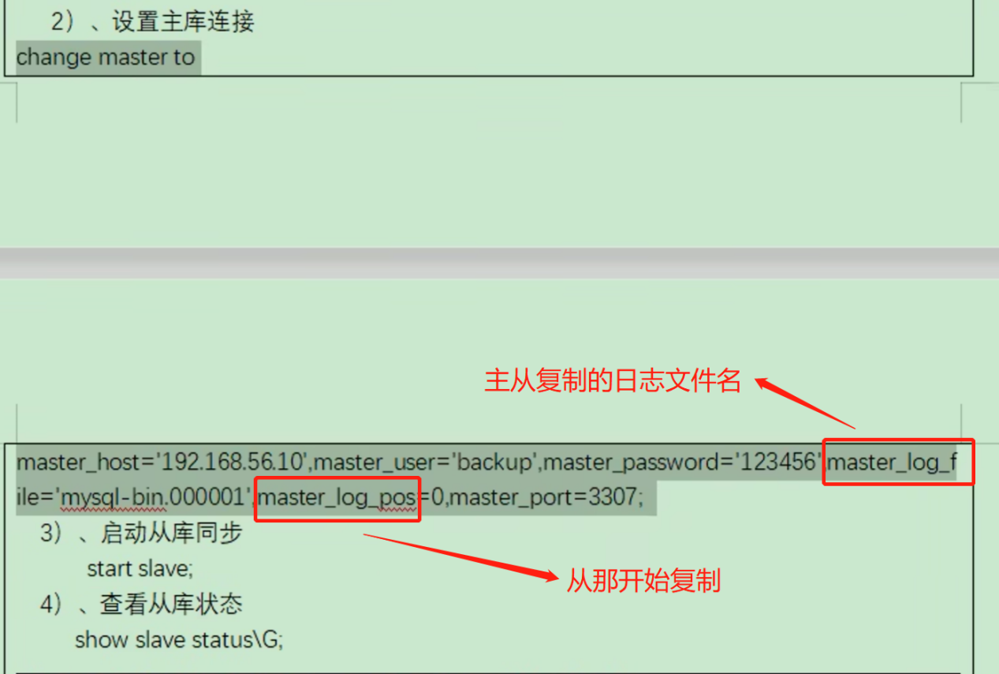 2）、设置主库连接
change master to
主从复制的日志文件名
master_host='192.168.56.10',master_user='backup',master_password='123456',master_log_f
ile='mysql-bin.000001',master_log_pos=0,master_port=3307;
3）、启动从库同步
start slave;
从那开始复制
4）、查看从库状态
show slave status\G;